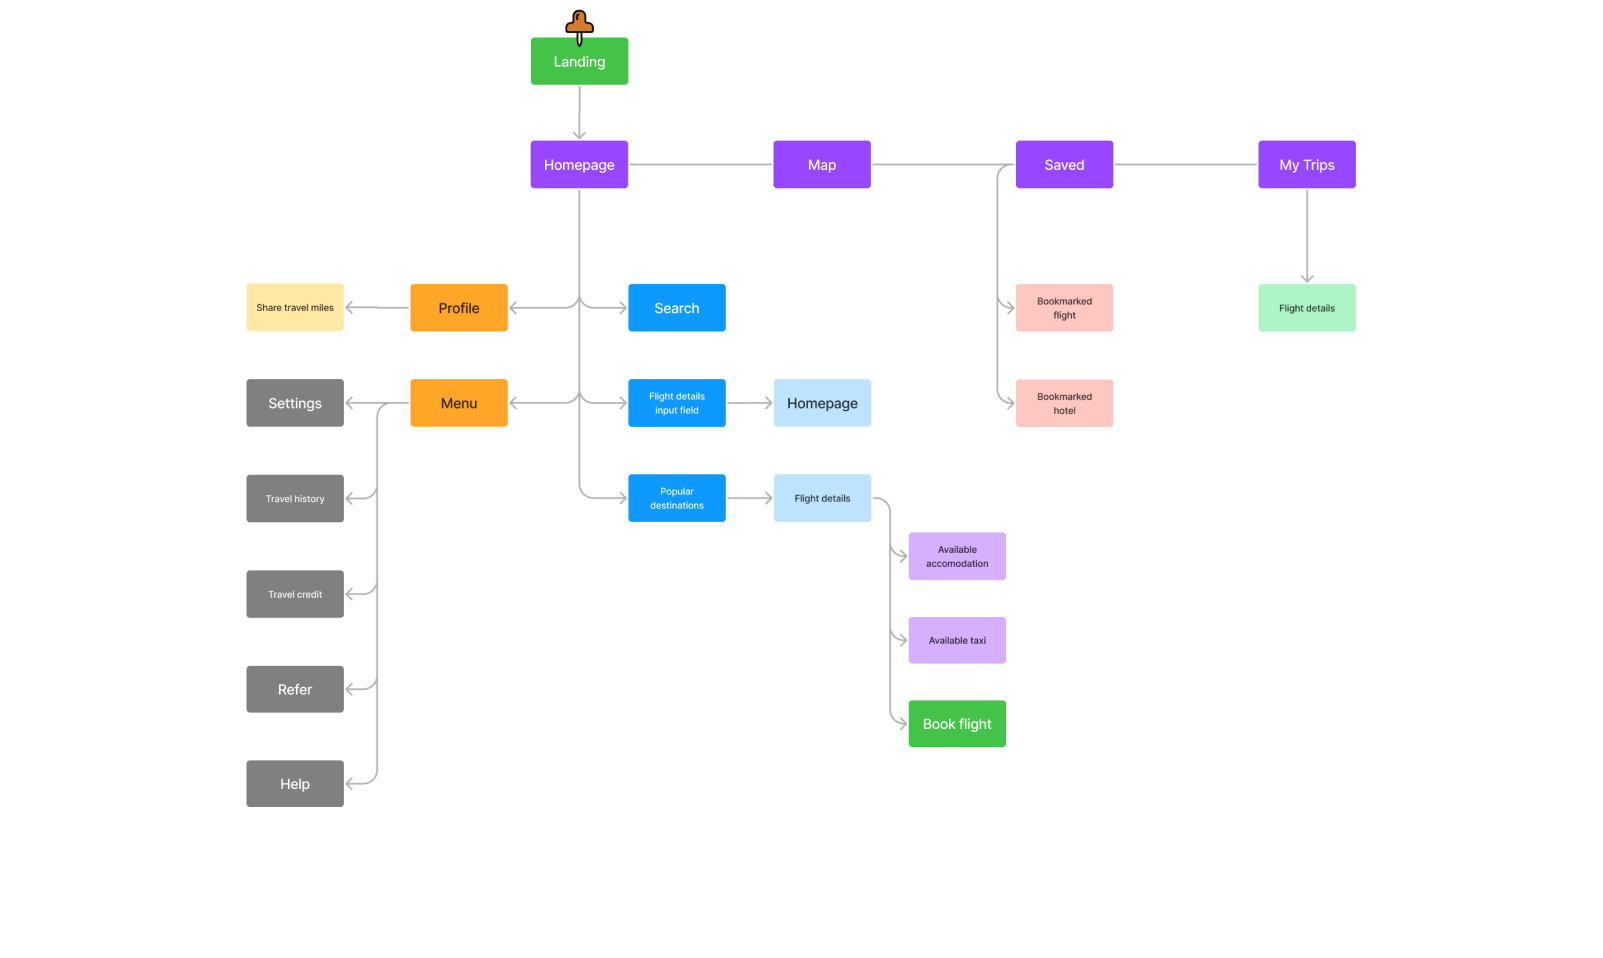 Landing
Homepage
Map
Saved
My Trips
Share travel miles
Profile
Search
Bookmarked
flight
Flight details
Settings
Menu
Flight details
input field
Homepage
Bookmarked
hotel
Travel history
Popular
destinations
Flight details
Available
accomodation
Travel credit
Available taxi
Refer
Book flight
Help